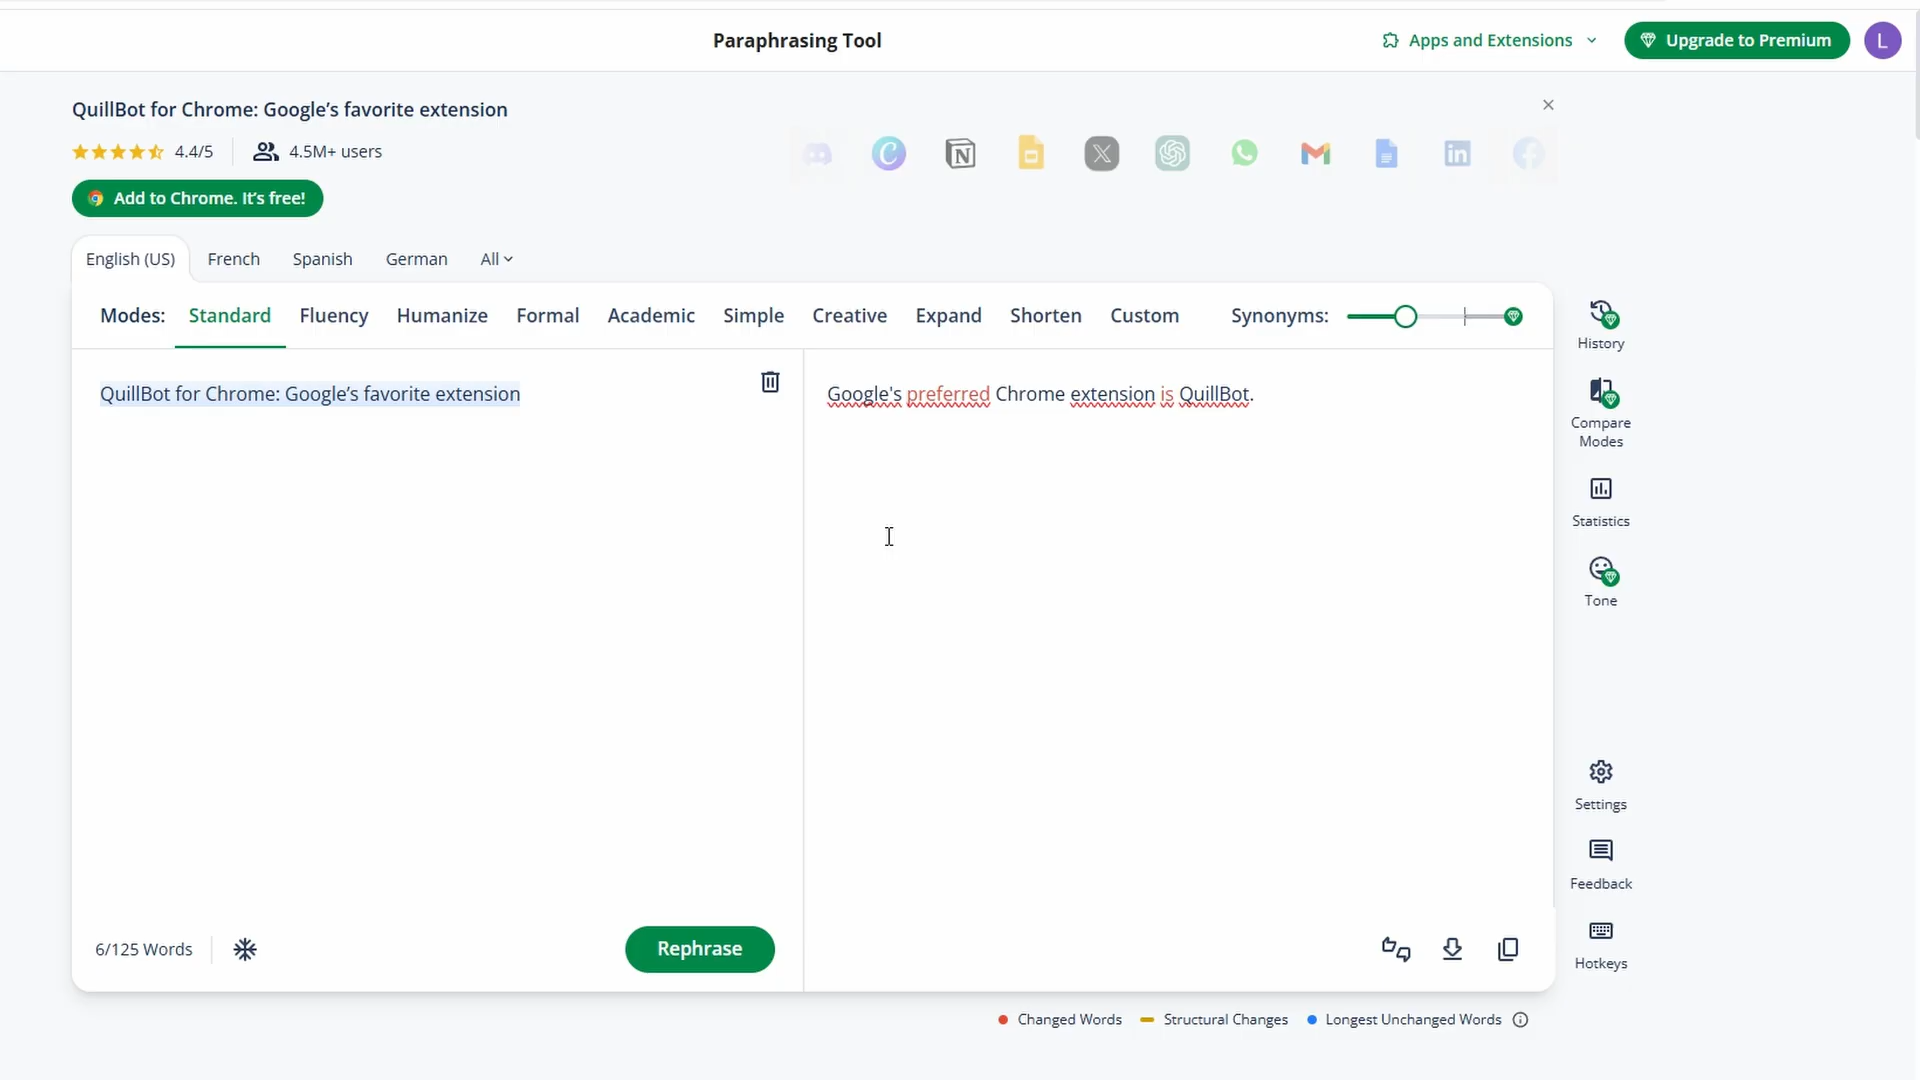 Paraphrasing Tool
Apps and Extensions
Upgrade to Premium
L
QuillBot for Chrome: Google’s favorite extension
4.4/5
4.5M+ users
Add to Chrome. It’s free!
English (US) French Spanish German All
Modes: Standard Fluency Humanize Formal Academic Simple Creative Expand Shorten Custom Synonyms:
QuillBot for Chrome: Google’s favorite extension
Google's preferred Chrome extension is QuillBot.
History
Compare
Modes
Statistics
Tone
Settings
Feedback
Hotkeys
6/125 Words
Rephrase
Changed Words Structural Changes Longest Unchanged Words